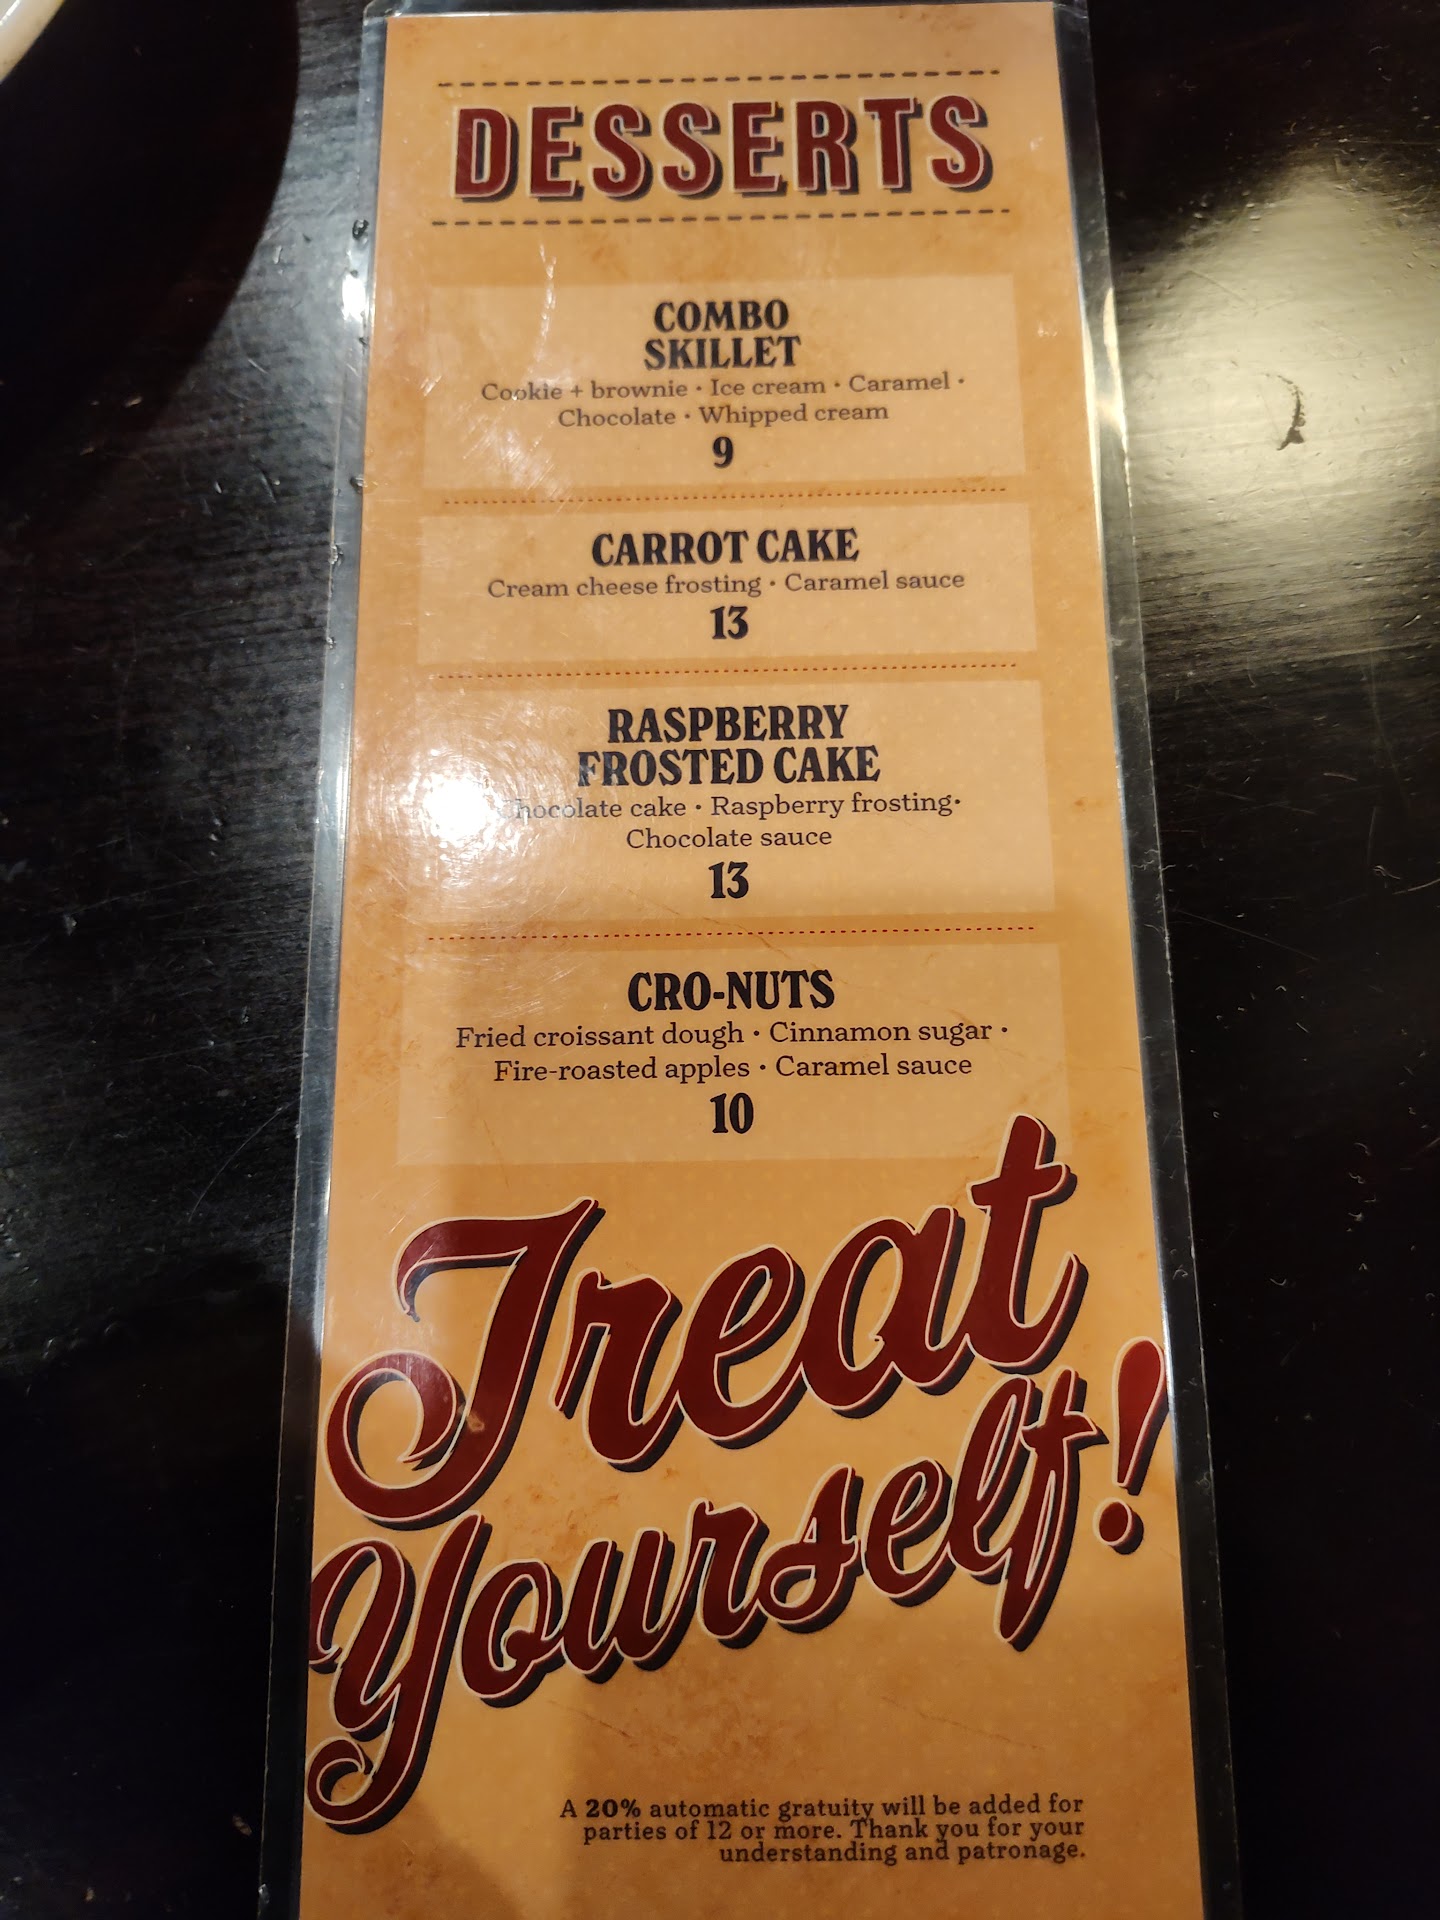 DESSERTS
COMBO
SKILLET
Cookie + brownie • Ice cream • Caramel •
Chocolate • Whipped cream
9
CARROT CAKE
Cream cheese frosting • Caramel sauce
13
RASPBERRY
FROSTED CAKE
Chocolate cake • Raspberry frosting•
Chocolate sauce
13
CRO-NUTS
Fried croissant dough • Cinnamon sugar •
Fire-roasted apples • Caramel sauce
10
Treat
Yourself!
A 20% automatic gratuity will be added for
parties of 12 or more. Thank you for your
understanding and patronage.